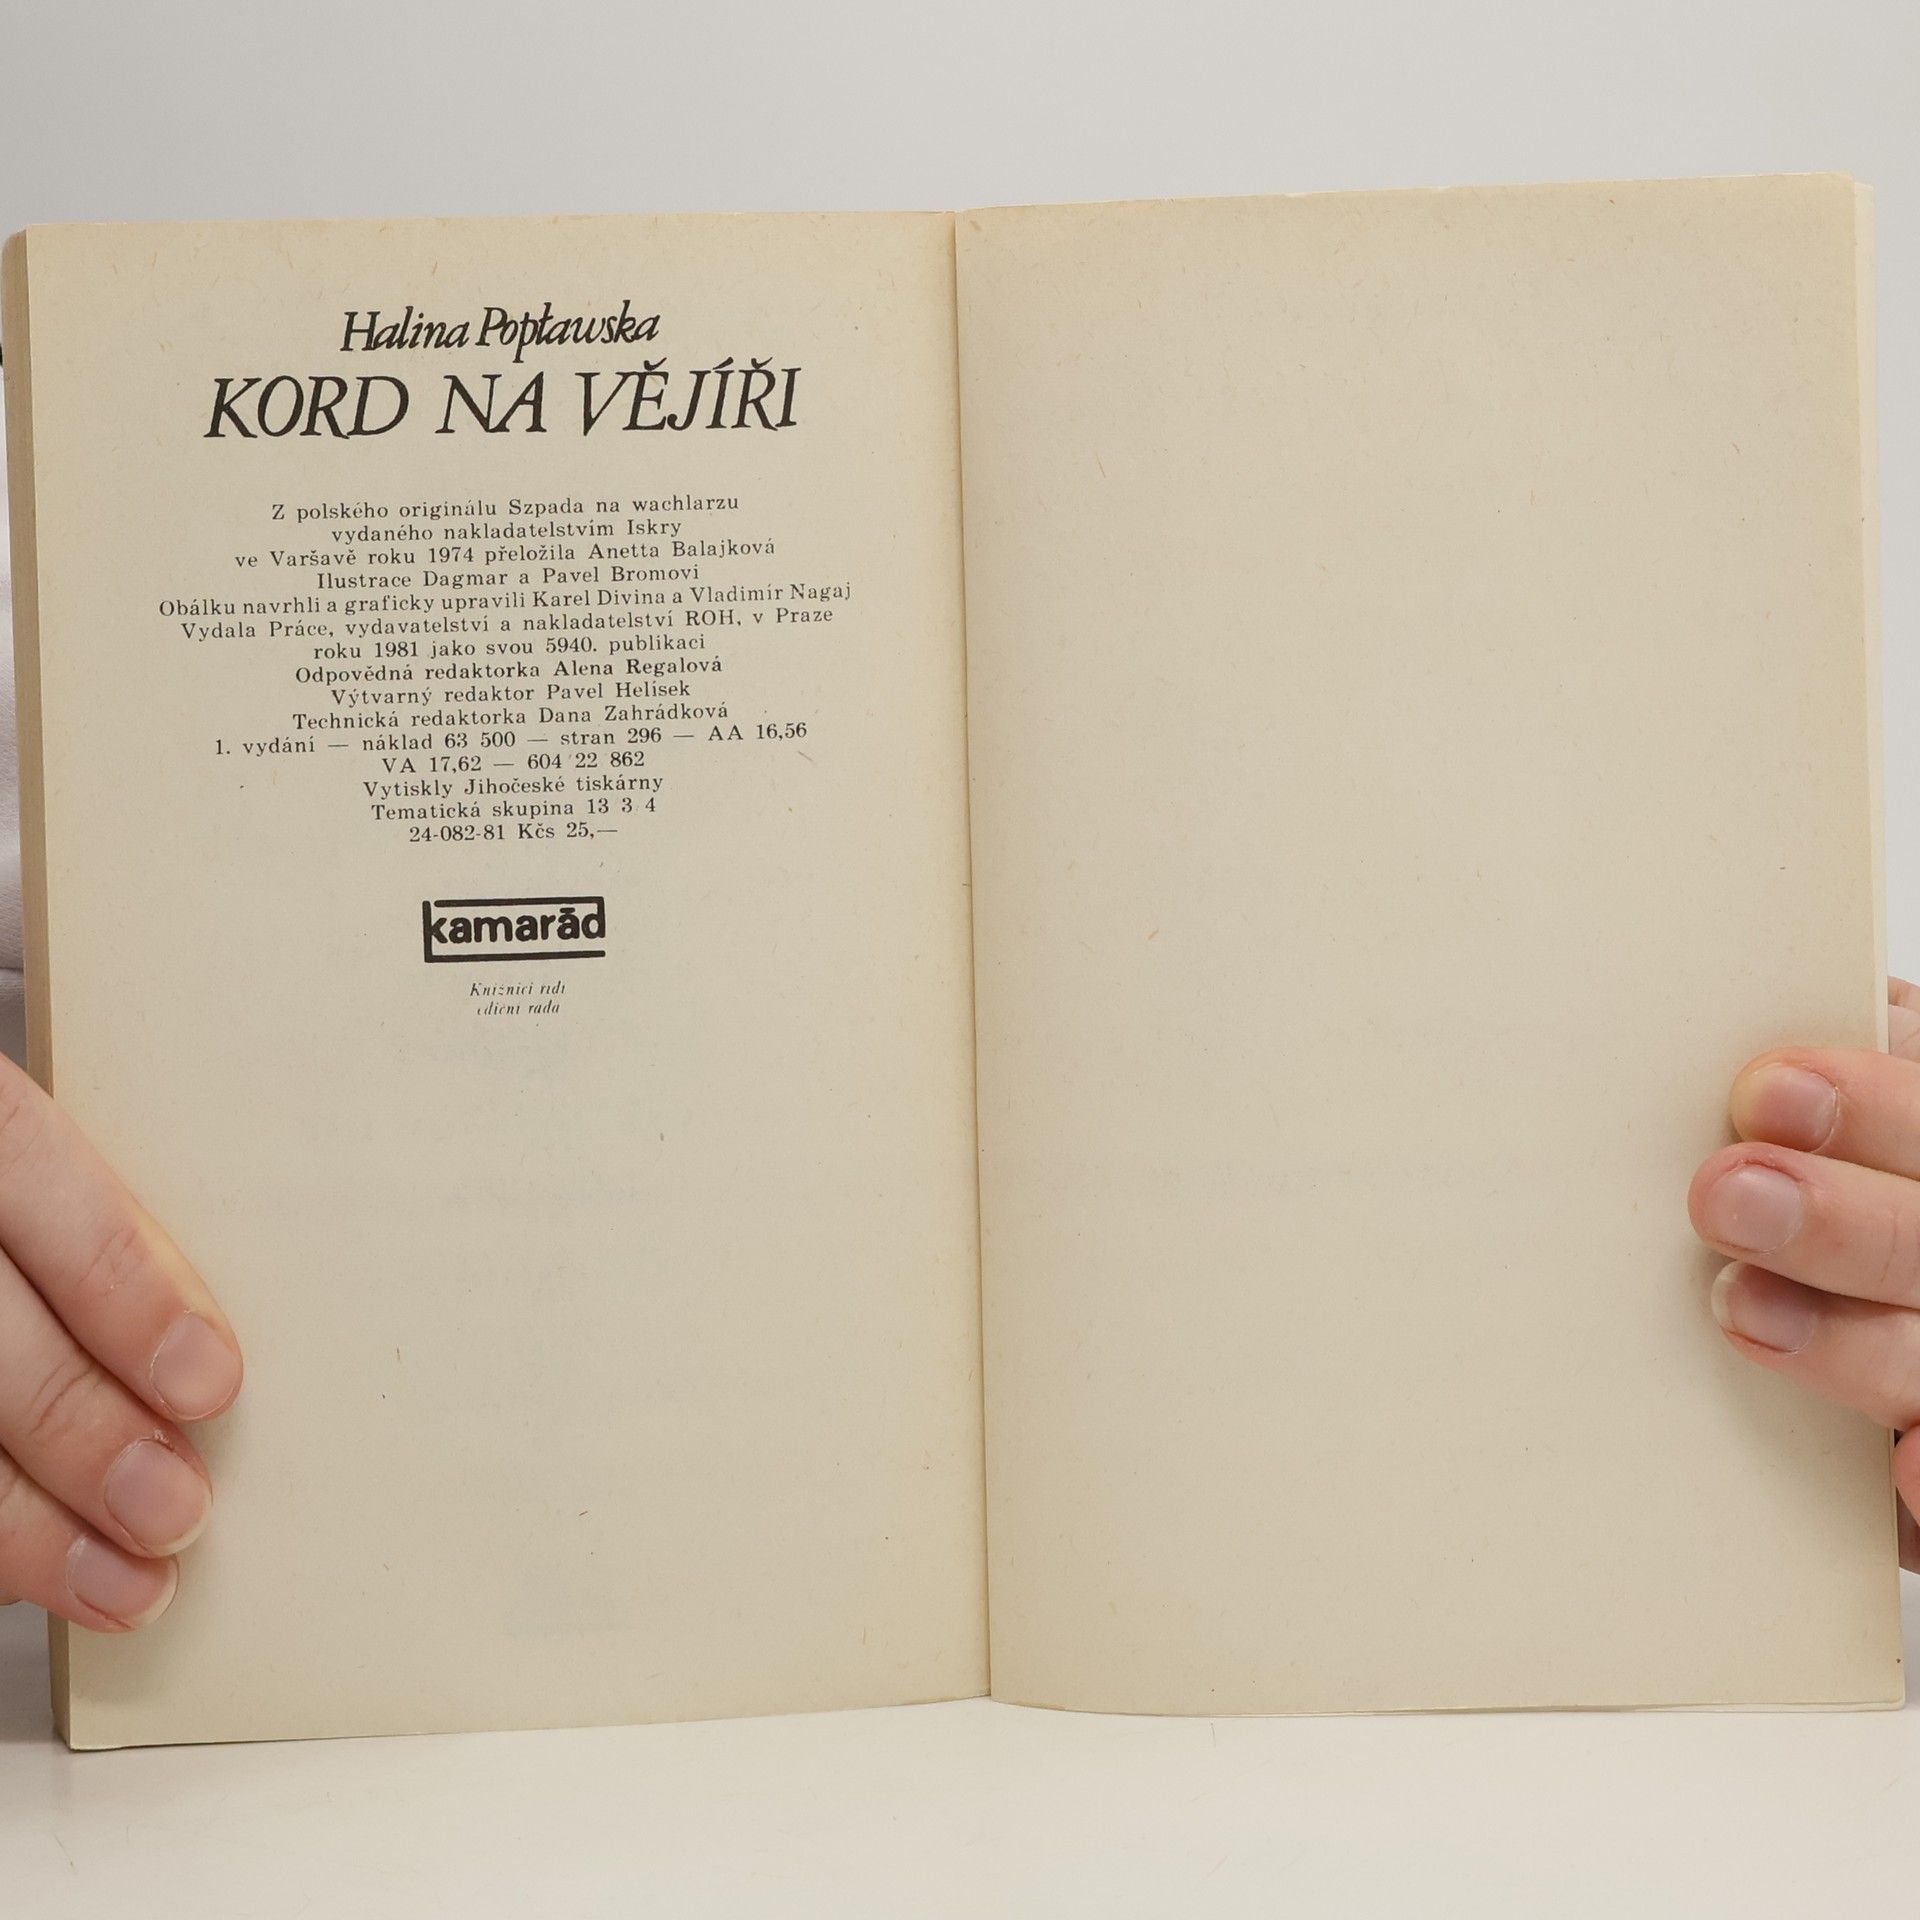 Halina Popławska
KORD NA VĚJÍŘI
Z polského originálu Szpada na wachlarzu
vydaného nakladatelstvím Iskry
ve Varšavě roku 1974 přeložila Anetta Balajková
Ilustrace Dagmar a Pavel Bromovi
Obálku navrhli a graficky upravili Karel Divina a Vladimír Nagaj
Vydala Práce, vydavatelství a nakladatelství ROH, v Praze
roku 1981 jako svou 5940. publikaci
Odpovědná redaktorka Alena Regalová
Výtvarný redaktor Pavel Helísek
Technická redaktorka Dana Zahrádková
1. vydání — náklad 63 500 — stran 296 — AA 16,56
VA 17,62 — 604 22 862
Vytiskly Jihočeské tiskárny
Tematická skupina 13 3 4
24-082-81 Kčs 25,—
kamarád
Knižnici řídí
ediční rada